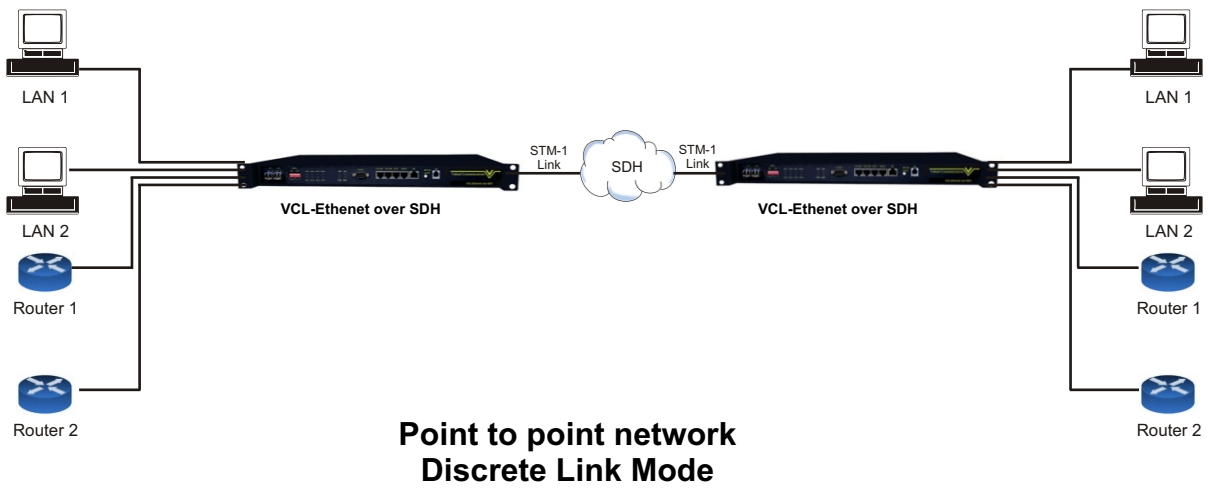 LAN 1
LAN 2
Router 1
Router 2
VCL-Ethenet over SDH
STM-1
Link
SDH
STM-1
Link
VCL-Ethenet over SDH
LAN 1
LAN 2
Router 1
Router 2
Point to point network
Discrete Link Mode